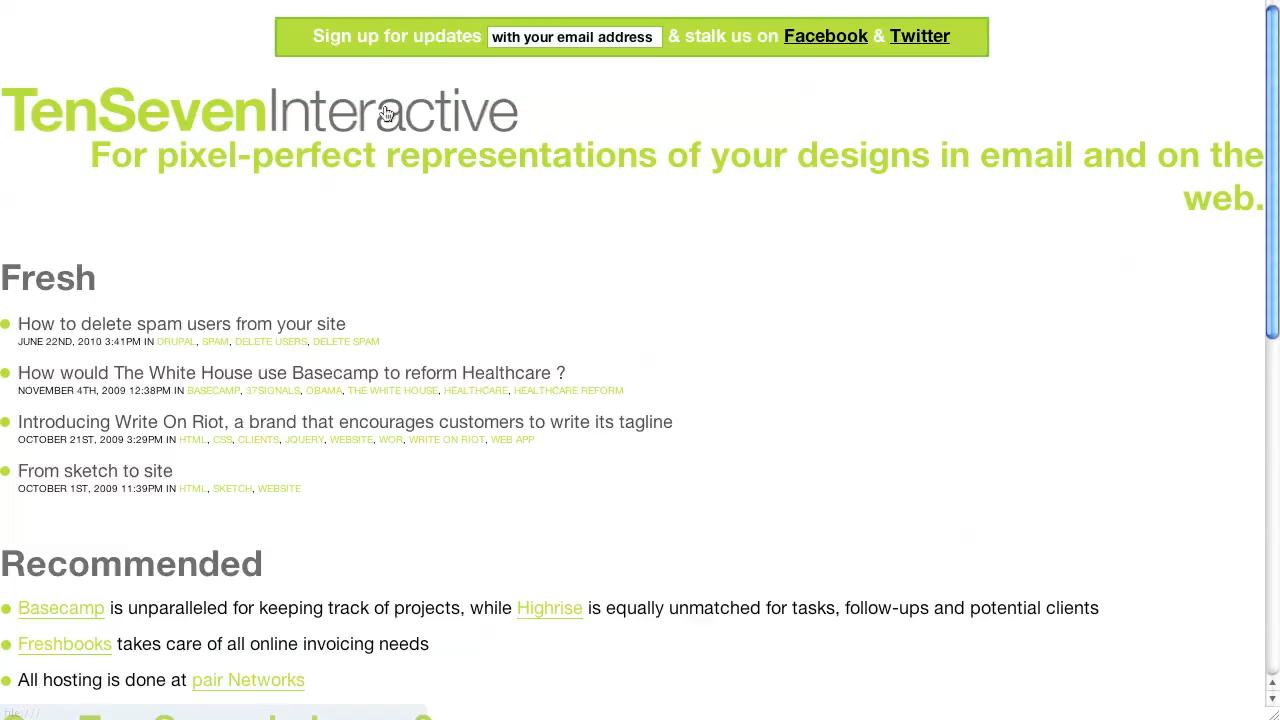 Sign up for updates with your email address & stalk us on Facebook & Twitter
TenSevenInteractive
For pixel-perfect representations of your designs in email and on the
web.
Fresh
How to delete spam users from your site
JUNE 22ND, 2010 3:41PM IN DRUPAL, SPAM, DELETE USERS, DELETE SPAM
How would The White House use Basecamp to reform Healthcare ?
NOVEMBER 4TH, 2009 12:38PM IN BASECAMP, 37SIGNALS, OBAMA, THE WHITE HOUSE, HEALTHCARE, HEALTHCARE REFORM
Introducing Write On Riot, a brand that encourages customers to write its tagline
OCTOBER 21ST, 2009 3:29PM IN HTML, CSS, CLIENTS, JQUERY, WEBSITE, WOR, WRITE ON RIOT, WEB APP
From sketch to site
OCTOBER 1ST, 2009 11:39PM IN HTML, SKETCH, WEBSITE
Recommended
Basecamp is unparalleled for keeping track of projects, while Highrise is equally unmatched for tasks, follow-ups and potential clients
Freshbooks takes care of all online invoicing needs
All hosting is done at pair Networks
file:///